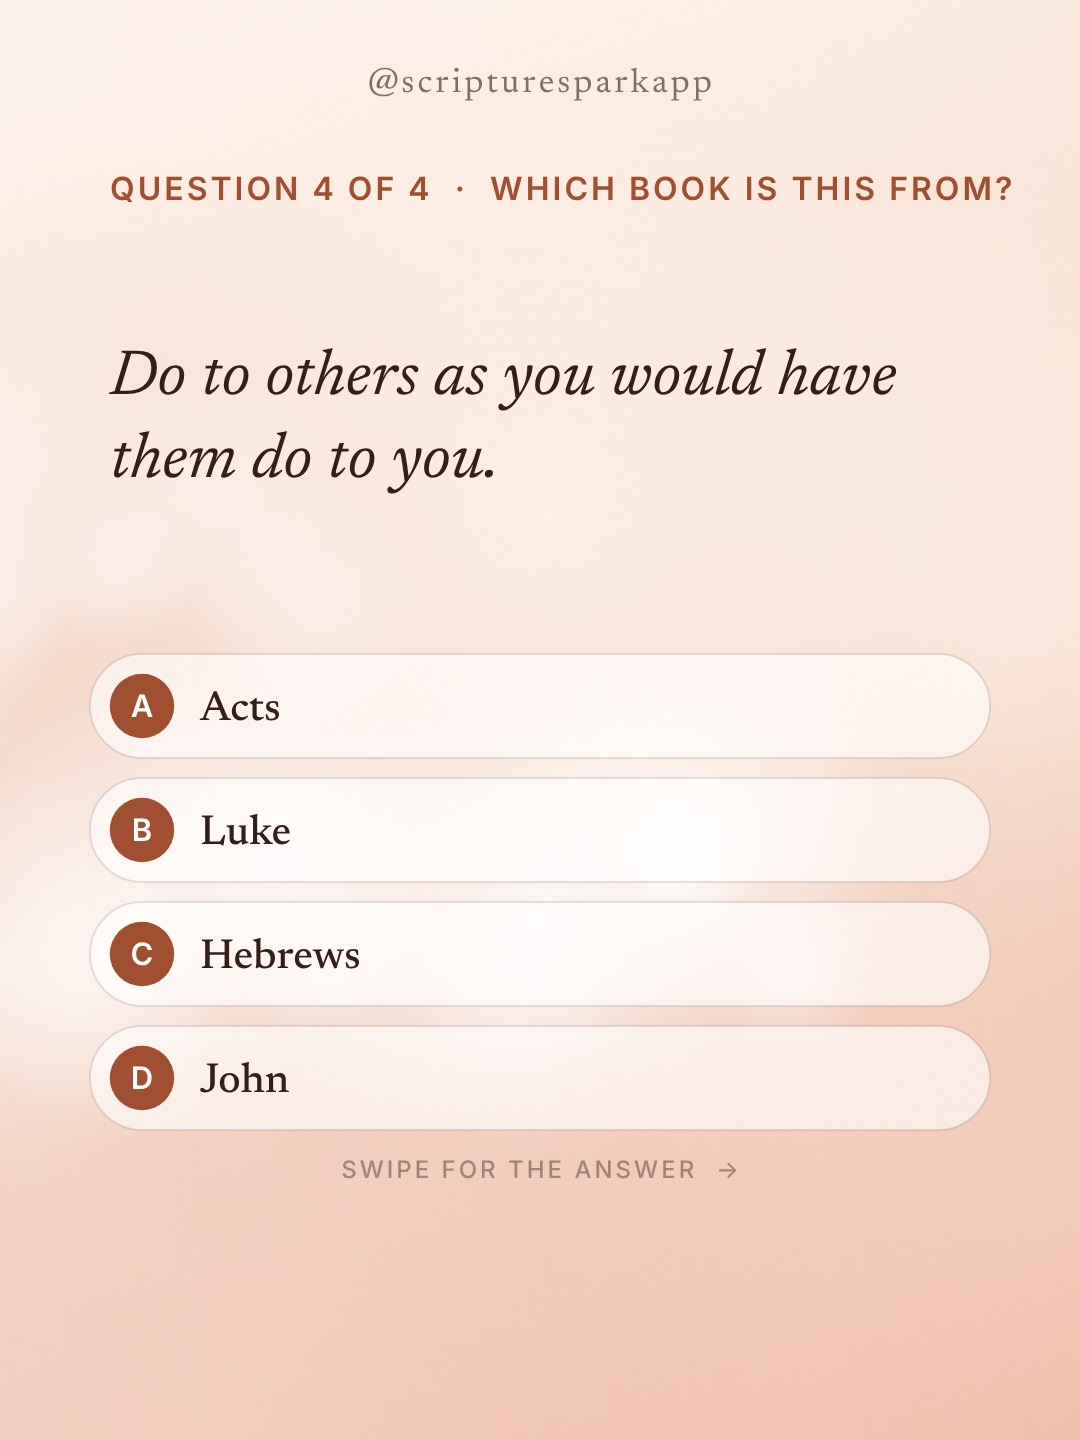 @scripturesparkapp
QUESTION 4 OF 4 · WHICH BOOK IS THIS FROM?
Do to others as you would have
them do to you.
A Acts
B Luke
C Hebrews
D John
SWIPE FOR THE ANSWER →